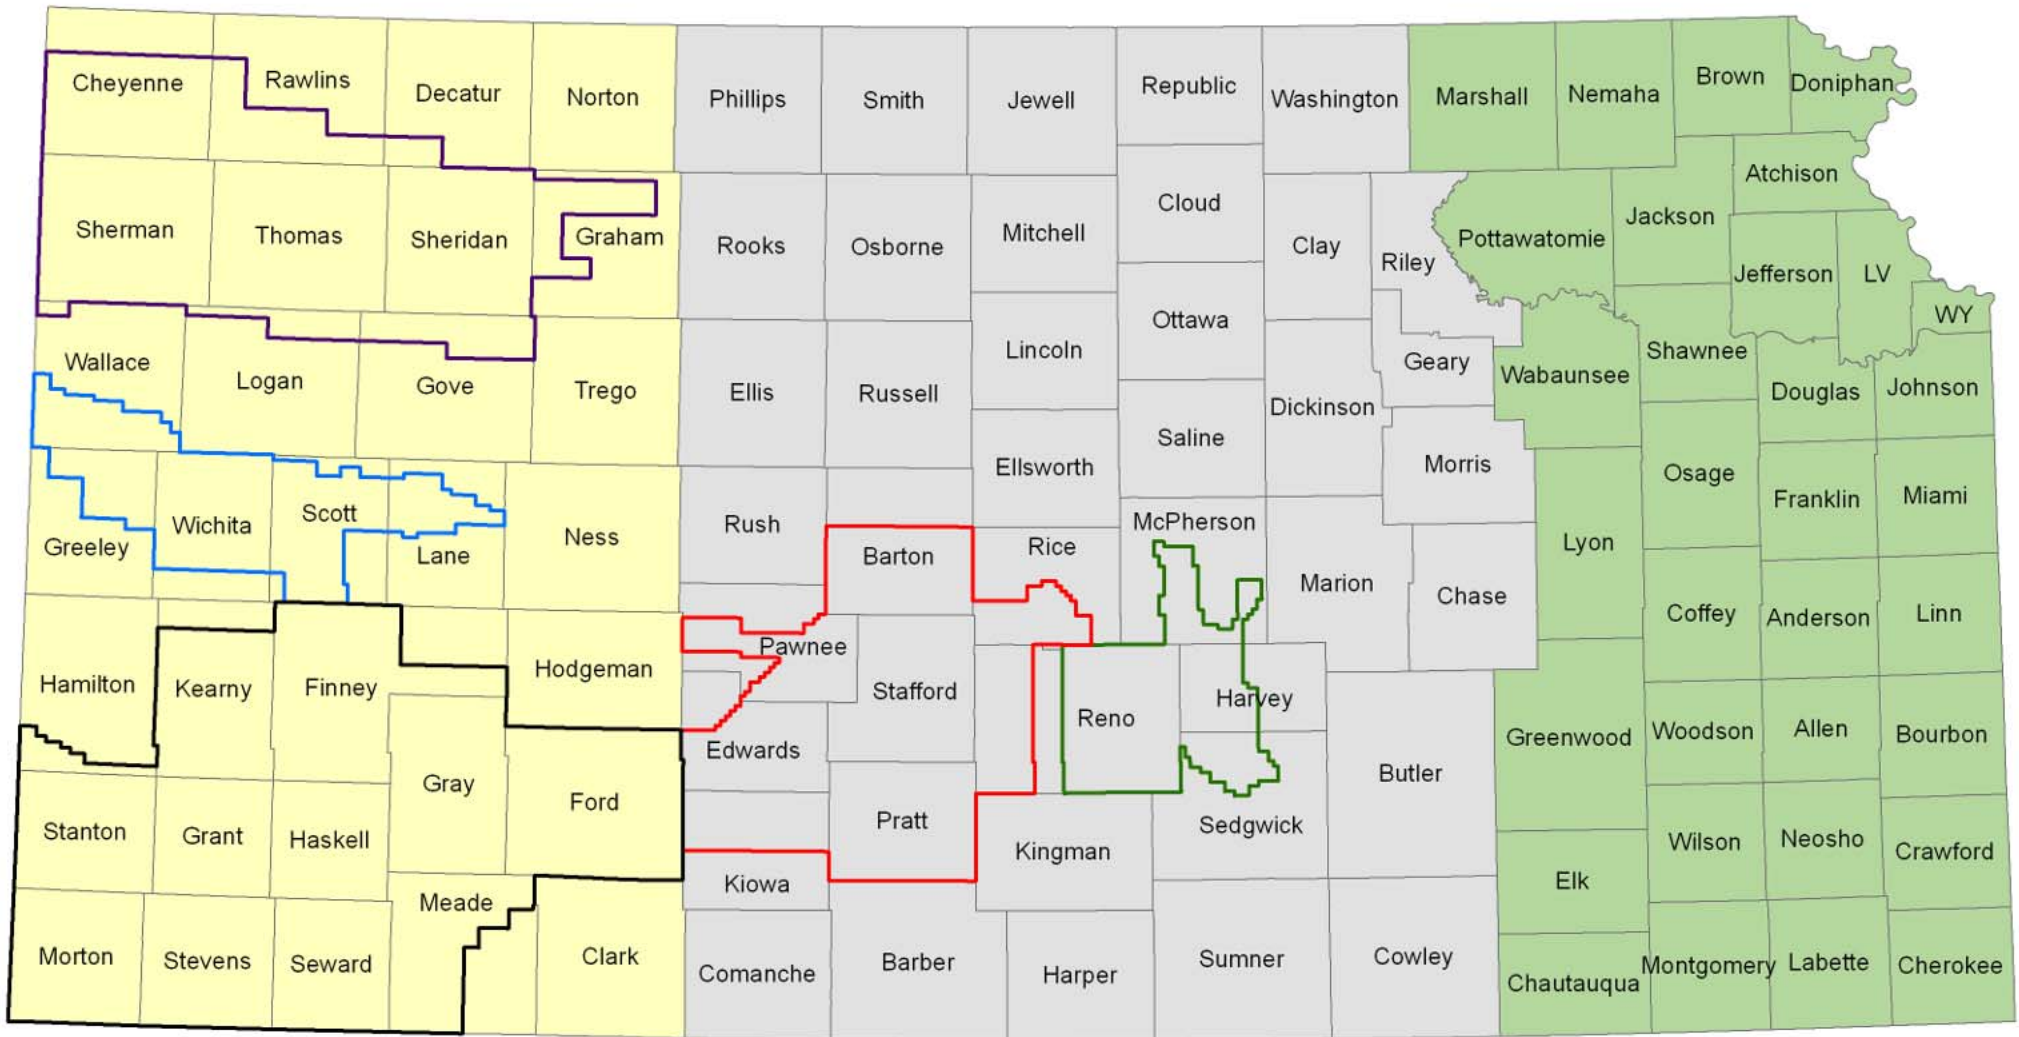 Cheyenne
Rawlins
Decatur
Norton
Phillips
Smith
Jewell
Republic
Washington
Marshall
Nemaha
Brown
Doniphan
Sherman
Thomas
Sheridan
Graham
Rooks
Osborne
Mitchell
Cloud
Clay
Riley
Pottawatomie
Jackson
Atchison
Jefferson
LV
WY
Wallace
Logan
Gove
Trego
Ellis
Russell
Lincoln
Ottawa
Saline
Dickinson
Geary
Wabaunsee
Shawnee
Douglas
Johnson
Greeley
Wichita
Scott
Lane
Ness
Rush
Barton
Ellsworth
Rice
McPherson
Marion
Morris
Chase
Lyon
Osage
Franklin
Miami
Coffey
Anderson
Linn
Hamilton
Kearny
Finney
Hodgeman
Pawnee
Stafford
Edwards
Reno
Harvey
Butler
Greenwood
Woodson
Allen
Bourbon
Stanton
Grant
Haskell
Gray
Ford
Kiowa
Pratt
Kingman
Sedgwick
Elk
Wilson
Neosho
Crawford
Morton
Stevens
Seward
Meade
Clark
Comanche
Barber
Harper
Sumner
Cowley
Chautauqua
Montgomery
Labette
Cherokee